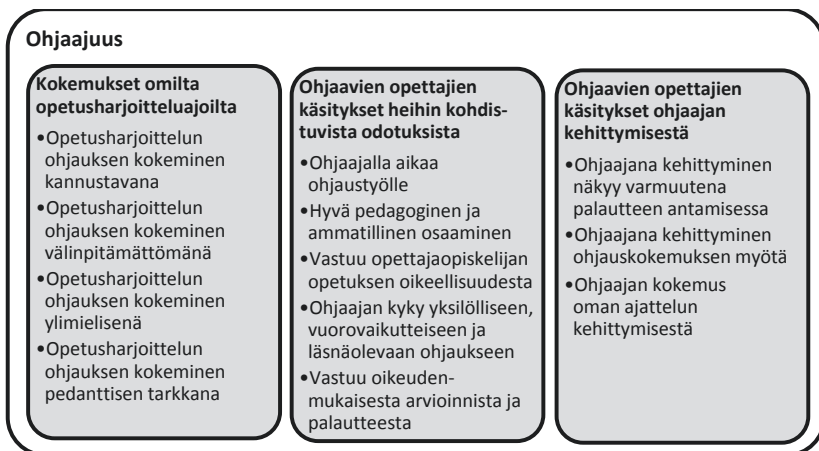 Ohjaajuus
Kokemukset omilta
opetusharjoitteluajoilta
•Opetusharjoittelun
ohjauksen kokeminen
kannustavana
•Opetusharjoittelun
ohjauksen kokeminen
välinpitämättömänä
•Opetusharjoittelun
ohjauksen kokeminen
ylimielisenä
•Opetusharjoittelun
ohjauksen kokeminen
pedanttisen tarkkana
Ohjaavien opettajien
käsitykset heihin kohdis-
tuvista odotuksista
•Ohjaajalla aikaa
ohjaustyölle
•Hyvä pedagoginen ja
ammatillinen osaaminen
•Vastuu opettajaopiskelijan
opetuksen oikeellisuudesta
•Ohjaajan kyky yksilölliseen,
vuorovaikutteiseen ja
läsnäolevaan ohjaukseen
•Vastuu oikeuden-
mukaisesta arvioinnista ja
palautteesta
Ohjaavien opettajien
käsitykset ohjaajan
kehittymisestä
•Ohjaajana kehittyminen
näkyy varmuutena
palautteen antamisessa
•Ohjaajana kehittyminen
ohjauskokemuksen myötä
•Ohjaajan kokemus
oman ajattelun
kehittymisestä